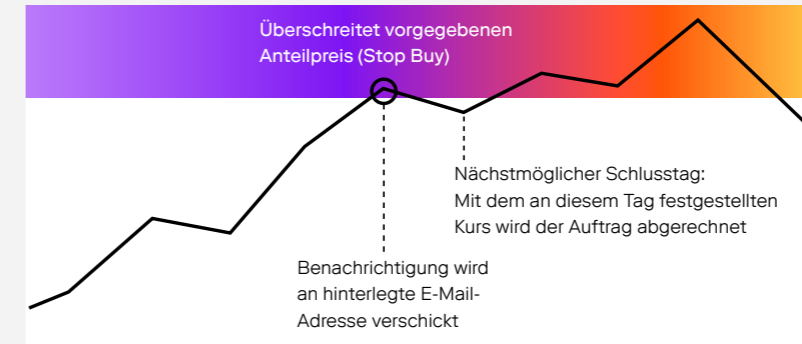 Überschreitet vorgegebenen
Anteilpreis (Stop Buy)
Nächstmöglicher Schlusstag:
Mit dem an diesem Tag festgestellten
Kurs wird der Auftrag abgerechnet
Benachrichtigung wird
an hinterlegte E-Mail-
Adresse verschickt